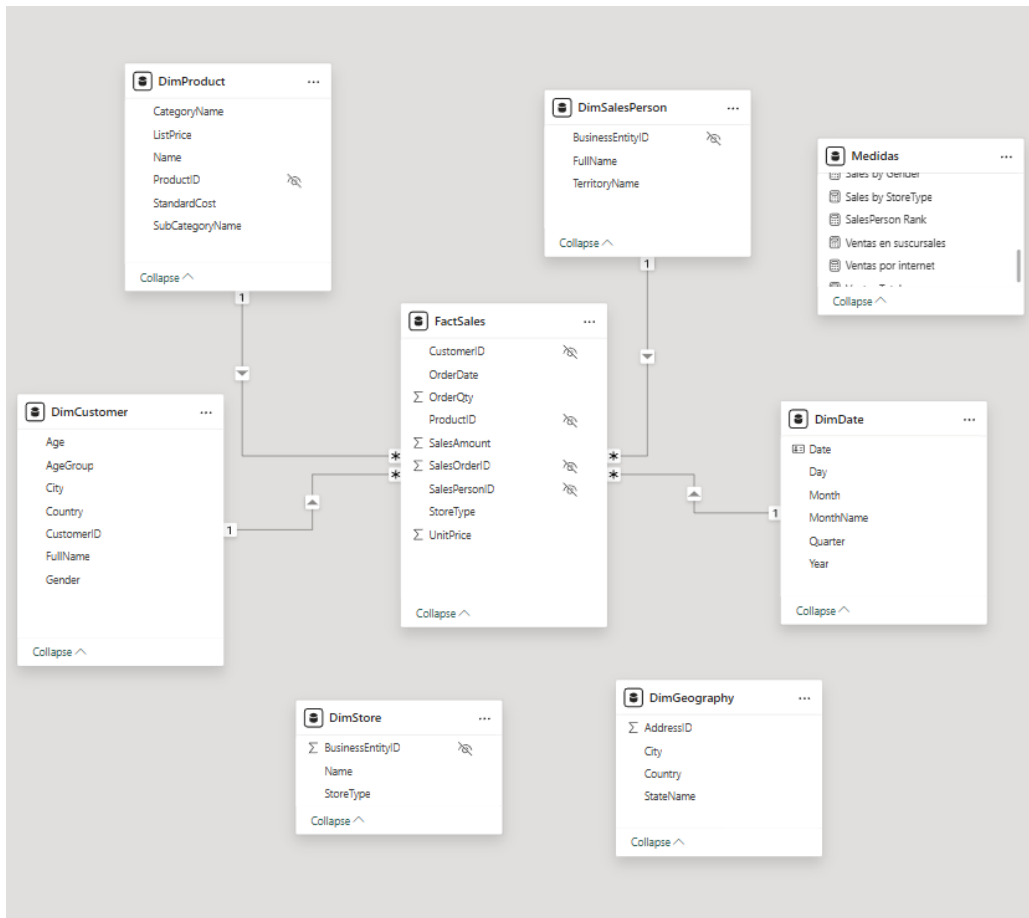 DimProduct
CategoryName
ListPrice
Name
ProductID
StandardCost
SubCategoryName
Collapse
1
DimSalesPerson
BusinessEntityID
FullName
TerritoryName
Collapse
1
Medidas
Sales by Gender
Sales by StoreType
SalesPerson Rank
Ventas en suscursales
Ventas por internet
Collapse
FactSales
CustomerID
OrderDate
Σ OrderQty
ProductID
Σ SalesAmount
Σ SalesOrderID
SalesPersonID
StoreType
Σ UnitPrice
Collapse
* *
* *
DimCustomer
Age
AgeGroup
City
Country
CustomerID
FullName
Gender
Collapse
1
DimDate
Date
Day
Month
MonthName
Quarter
Year
Collapse
1
DimStore
Σ BusinessEntityID
Name
StoreType
Collapse
DimGeography
Σ AddressID
City
Country
StateName
Collapse